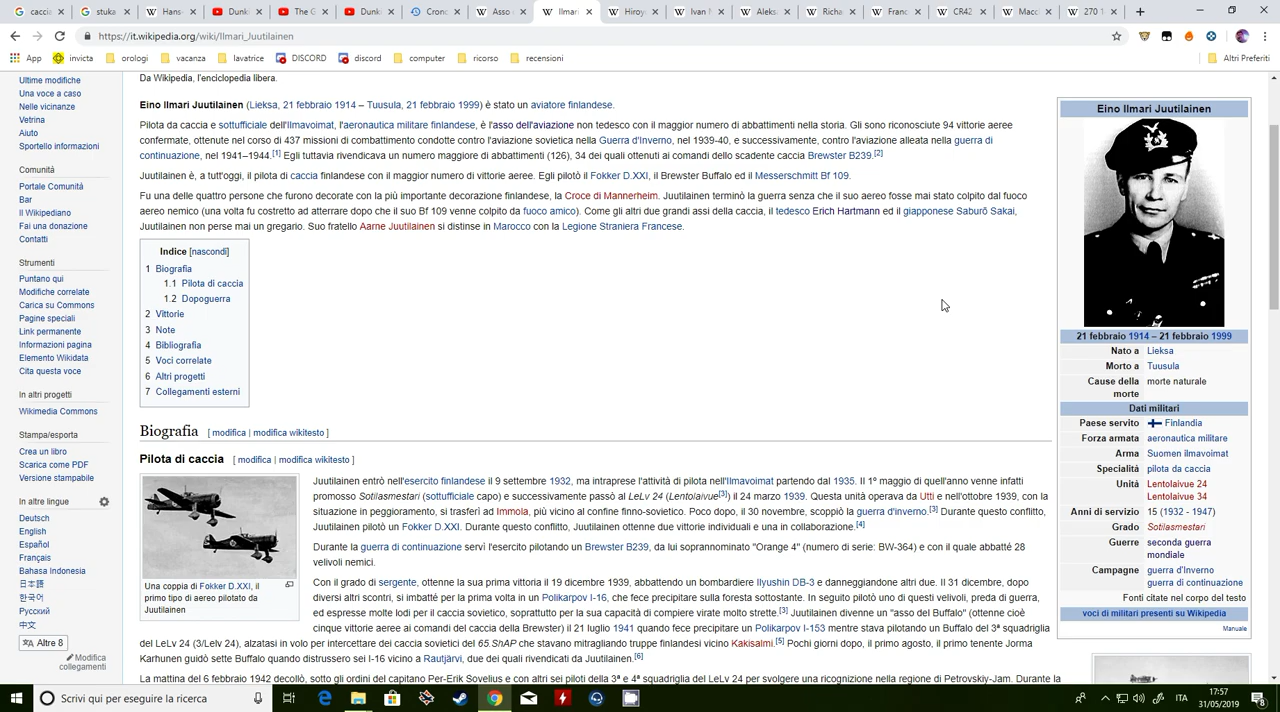 caccia
stuka
Hans-
Dunki
The G
Dunki
Crono
Asso
Ilmari
Hiroy
Ivan N
Aleks
Richa
Franc
CR42
Macc
270 1
https://it.wikipedia.org/wiki/Ilmari_Juutilainen
App
invicta
orologi
vacanza
lavatrice
DISCORD
discord
computer
ricorso
recensioni
Altri Preferiti
Ultime modifiche
Una voce a caso
Nelle vicinanze
Vetrina
Aiuto
Sportello informazioni
Comunità
Portale Comunità
Bar
Il Wikipediano
Fai una donazione
Contatti
Strumenti
Puntano qui
Modifiche correlate
Carica su Commons
Pagine speciali
Link permanente
Informazioni pagina
Elemento Wikidata
Cita questa voce
In altri progetti
Wikimedia Commons
Stampa/esporta
Crea un libro
Scarica come PDF
Versione stampabile
In altre lingue
Deutsch
English
Español
Français
Bahasa Indonesia
日本語
한국어
Русский
中文
Altre 8
Modifica
collegamenti
Da Wikipedia, l'enciclopedia libera.
Eino Ilmari Juutilainen (Lieksa, 21 febbraio 1914 – Tuusula, 21 febbraio 1999) è stato un aviatore finlandese.
Pilota da caccia e sottufficiale dell'Ilmavoimat, l'aeronautica militare finlandese, è l'asso dell'aviazione non tedesco con il maggior numero di abbattimenti nella storia. Gli sono riconosciute 94 vittorie aeree
confermate, ottenute nel corso di 437 missioni di combattimento condotte contro l'aviazione sovietica nella Guerra d'Inverno, nel 1939-40, e successivamente, contro l'aviazione alleata nella guerra di
continuazione, nel 1941–1944.[1] Egli tuttavia rivendicava un numero maggiore di abbattimenti (126), 34 dei quali ottenuti ai comandi dello scadente caccia Brewster B239.[2]
Juutilainen è, a tutt'oggi, il pilota di caccia finlandese con il maggior numero di vittorie aeree. Egli pilotò il Fokker D.XXI, il Brewster Buffalo ed il Messerschmitt Bf 109.
Fu una delle quattro persone che furono decorate con la più importante decorazione finlandese, la Croce di Mannerheim. Juutilainen terminò la guerra senza che il suo aereo fosse mai stato colpito dal fuoco
aereo nemico (una volta fu costretto ad atterrare dopo che il suo Bf 109 venne colpito da fuoco amico). Come gli altri due grandi assi della caccia, il tedesco Erich Hartmann ed il giapponese Saburō Sakai,
Juutilainen non perse mai un gregario. Suo fratello Aarne Juutilainen si distinse in Marocco con la Legione Straniera Francese.
Indice [nascondi]
1 Biografia
1.1 Pilota di caccia
1.2 Dopoguerra
2 Vittorie
3 Note
4 Bibliografia
5 Voci correlate
6 Altri progetti
7 Collegamenti esterni
Biografia [ modifica | modifica wikitesto ]
Pilota di caccia [ modifica | modifica wikitesto ]
Una coppia di Fokker D.XXI, il
primo tipo di aereo pilotato da
Juutilainen
Juutilainen entrò nell'esercito finlandese il 9 settembre 1932, ma intraprese l'attività di pilota nell'Ilmavoimat partendo dal 1935. Il 1º maggio di quell'anno venne infatti
promosso Sotilasmestari (sottufficiale capo) e successivamente passò al LeLv 24 (Lentolaivue[3]) il 24 marzo 1939. Questa unità operava da Utti e nell'ottobre 1939, con la
situazione in peggioramento, si trasferì ad Immola, più vicino al confine finno-sovietico. Poco dopo, il 30 novembre, scoppiò la guerra d'inverno.[3] Durante questo conflitto,
Juutilainen pilotò un Fokker D.XXI. Durante questo conflitto, Juutilainen ottenne due vittorie individuali e una in collaborazione.[4]
Durante la guerra di continuazione servì l'esercito pilotando un Brewster B239, da lui soprannominato "Orange 4" (numero di serie: BW-364) e con il quale abbatté 28
velivoli nemici.
Con il grado di sergente, ottenne la sua prima vittoria il 19 dicembre 1939, abbattendo un bombardiere Ilyushin DB-3 e danneggiandone altri due. Il 31 dicembre, dopo
diversi altri scontri, si imbatté per la prima volta in un Polikarpov I-16, che fece precipitare sulla foresta sottostante. In seguito pilotò uno di questi velivoli, preda di guerra,
ed espresse molte lodi per il caccia sovietico, soprattutto per la sua capacità di compiere virate molto strette.[3] Juutilainen divenne un "asso del Buffalo" (ottenne cioè
cinque vittorie aeree ai comandi del caccia della Brewster) il 21 luglio 1941 quando fece precipitare un Polikarpov I-153 mentre stava pilotando un Buffalo del 3ª squadriglia
del LeLv 24 (3/Lelv 24), alzatasi in volo per intercettare dei caccia sovietici del 65.ShAP che stavano mitragliando truppe finlandesi vicino Kakisalmi.[5] Pochi giorni dopo, il primo agosto, il primo tenente Jorma
Karhunen guidò sette Buffalo quando distrussero sei I-16 vicino a Rautjärvi, due dei quali rivendicati da Juutilainen.[6]
La mattina del 6 febbraio 1942 decollò, sotto gli ordini del capitano Per-Erik Sovelius e con altri sei piloti della 3ª e 4ª squadriglia del LeLv 24 per svolgere una ricognizione nella regione di Petrovskiy-Jam. Durante la
Eino Ilmari Juutilainen
21 febbraio 1914 – 21 febbraio 1999
Nato a Lieksa
Morto a Tuusula
Cause della morte naturale
morte
Dati militari
Paese servito Finlandia
Forza armata aeronautica militare
Arma Suomen ilmavoimat
Specialità pilota da caccia
Unità Lentolaivue 24
Lentolaivue 34
Anni di servizio 15 (1932 - 1947)
Grado Sotilasmestari
Guerre seconda guerra
mondiale
Campagne guerra d'Inverno
guerra di continuazione
Fonti citate nel corpo del testo
voci di militari presenti su Wikipedia
Manuale
Scrivi qui per eseguire la ricerca
ITA
17:57
31/05/2019
8